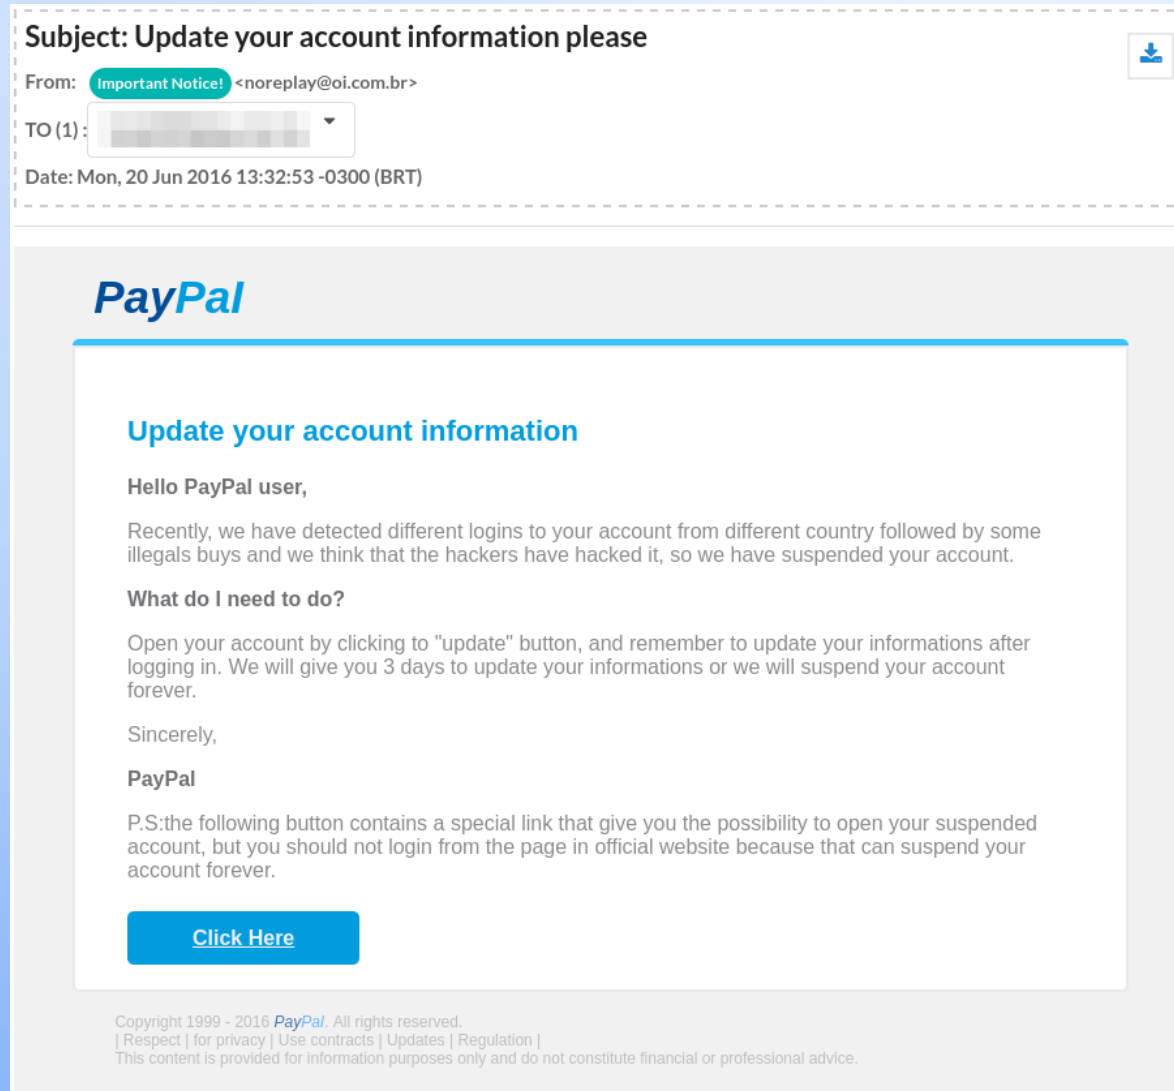 Subject: Update your account information please
From: Important Notice! <noreplay@oi.com.br>
TO (1) :
Date: Mon, 20 Jun 2016 13:32:53 -0300 (BRT)
PayPal
Update your account information
Hello PayPal user,
Recently, we have detected different logins to your account from different country followed by some
illegals buys and we think that the hackers have hacked it, so we have suspended your account.
What do I need to do?
Open your account by clicking to "update" button, and remember to update your informations after
logging in. We will give you 3 days to update your informations or we will suspend your account
forever.
Sincerely,
PayPal
P.S:the following button contains a special link that give you the possibility to open your suspended
account, but you should not login from the page in official website because that can suspend your
account forever.
Click Here
Copyright 1999 - 2016 PayPal. All rights reserved.
| Respect | for privacy | Use contracts | Updates | Regulation |
This content is provided for information purposes only and do not constitute financial or professional advice.